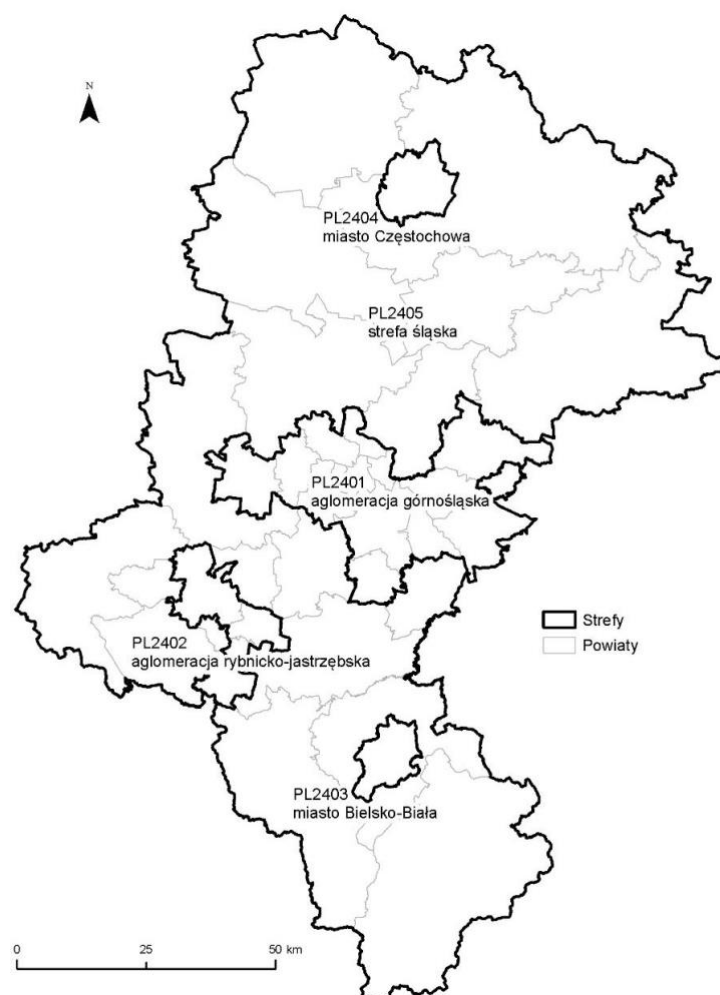 N
PL2404
miasto Częstochowa
PL2405
strefa śląska
PL2401
aglomeracja górnośląska
Strefy
Powiaty
PL2402
aglomeracja rybnicko-jastrzębska
PL2403
miasto Bielsko-Biała
0 25 50 km